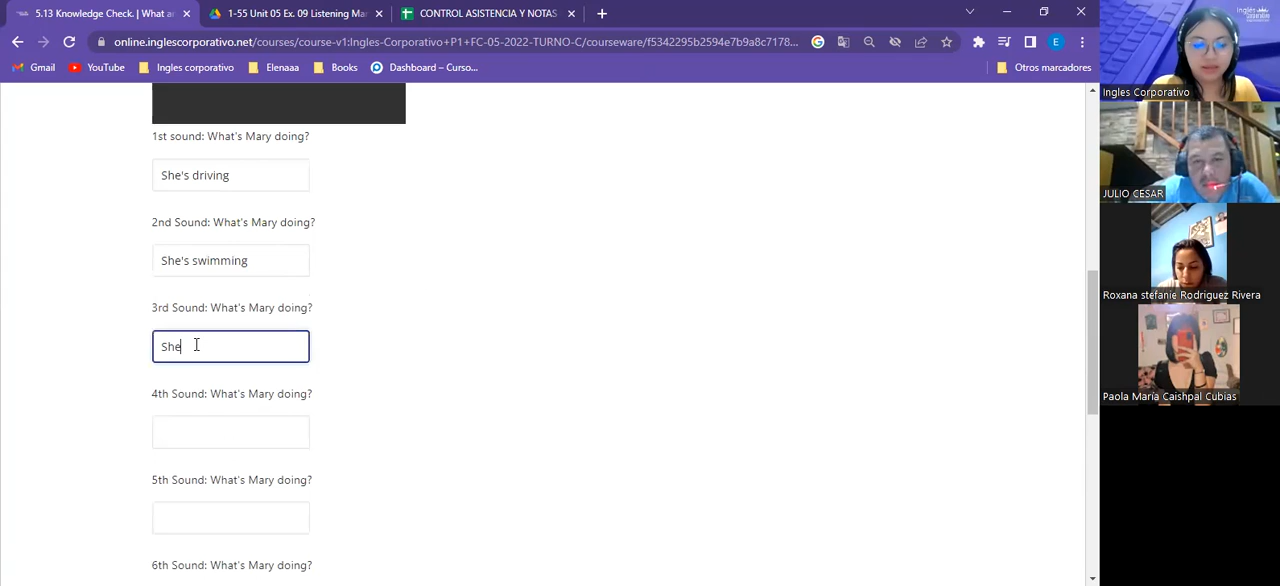 5.13 Knowledge Check. | What ar
1-55 Unit 05 Ex. 09 Listening Mar
CONTROL ASISTENCIA Y NOTAS
online.inglescorporativo.net/courses/course-v1:Ingles-Corporativo+P1+FC-05-2022-TURNO-C/courseware/f5342295b2594e7b9a8c7178...
E
Gmail
YouTube
Ingles corporativo
Elenaaa
Books
Dashboard – Curso...
Otros marcadores
1st sound: What's Mary doing?
She's driving
2nd Sound: What's Mary doing?
She's swimming
3rd Sound: What's Mary doing?
She
4th Sound: What's Mary doing?
5th Sound: What's Mary doing?
6th Sound: What's Mary doing?
Ingles Corporativo
JULIO CESAR
Roxana stefanie Rodriguez Rivera
Paola María Caishpal Cubias